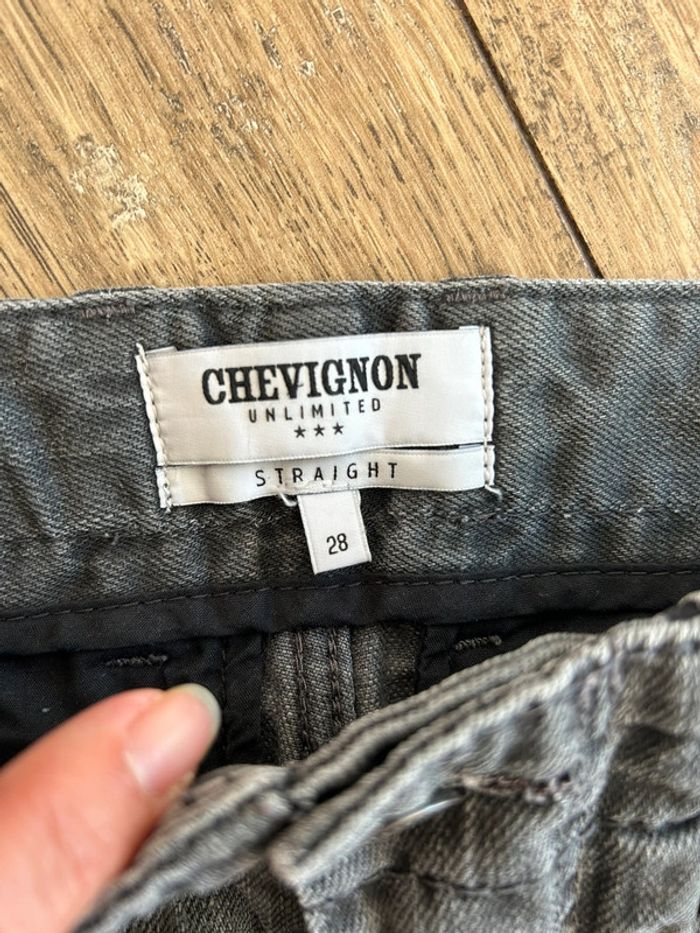 CHEVIGNON
UNLIMITED
★★★
STRAIGHT
28